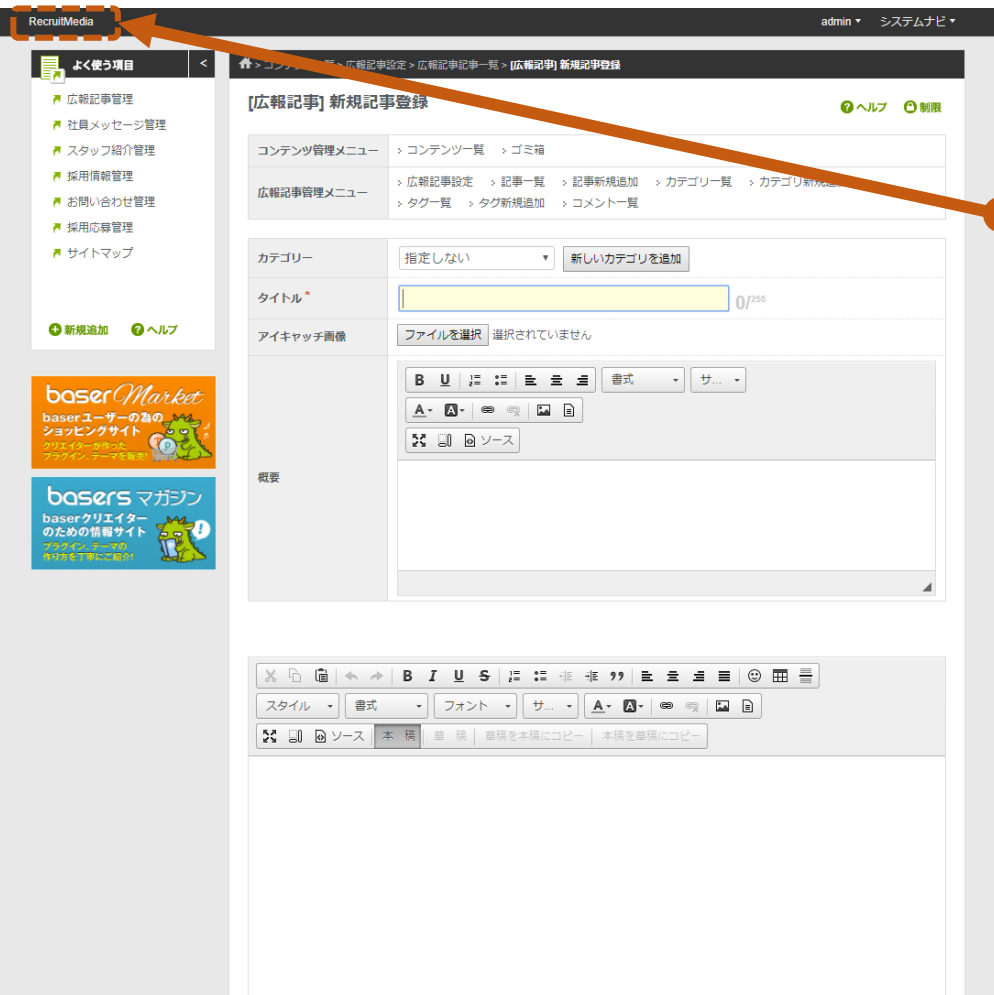 RecruitMedia
admin システムナビ
よく使う項目 <
広報記事管理
社員メッセージ管理
スタッフ紹介管理
採用情報管理
お問い合わせ管理
採用応募管理
サイトマップ
新規追加 ヘルプ
baser Market
baserユーザーの為の
ショッピングサイト
クリエイターが作った
プラグイン、テーマを販売!
basers マガジン
baserクリエイター
のための情報サイト
プラグイン、テーマの
作り方を丁寧にご紹介!
> 広報記事設定 > 広報記事記事一覧 > [広報記事] 新規記事登録
[広報記事] 新規記事登録
ヘルプ 制限
コンテンツ管理メニュー > コンテンツ一覧 > ゴミ箱
広報記事管理メニュー > 広報記事設定 > 記事一覧 > 記事新規追加 > カテゴリ一覧 > カテゴリ新規
> タグ一覧 > タグ新規追加 > コメント一覧
カテゴリー 指定しない 新しいカテゴリを追加
タイトル * 0/255
アイキャッチ画像 ファイルを選択 選択されていません
B U 書式 サ...
A A
ソース
概要
B I U S
スタイル 書式 フォント サ... A A
ソース 本 稿 草 稿 草稿を本稿にコピー 本稿を草稿にコピー